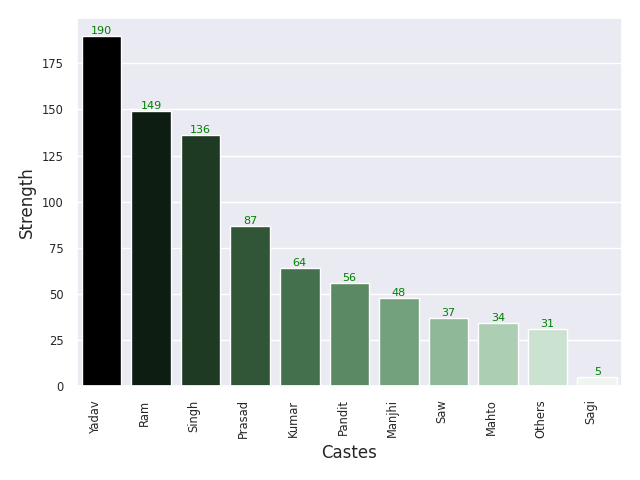 190
149
136
87
64
56
48
37
34
31
5
175
150
125
100
75
50
25
0
Strength
Yadav
Ram
Singh
Prasad
Kumar
Pandit
Manjhi
Saw
Mahto
Others
Sagi
Castes